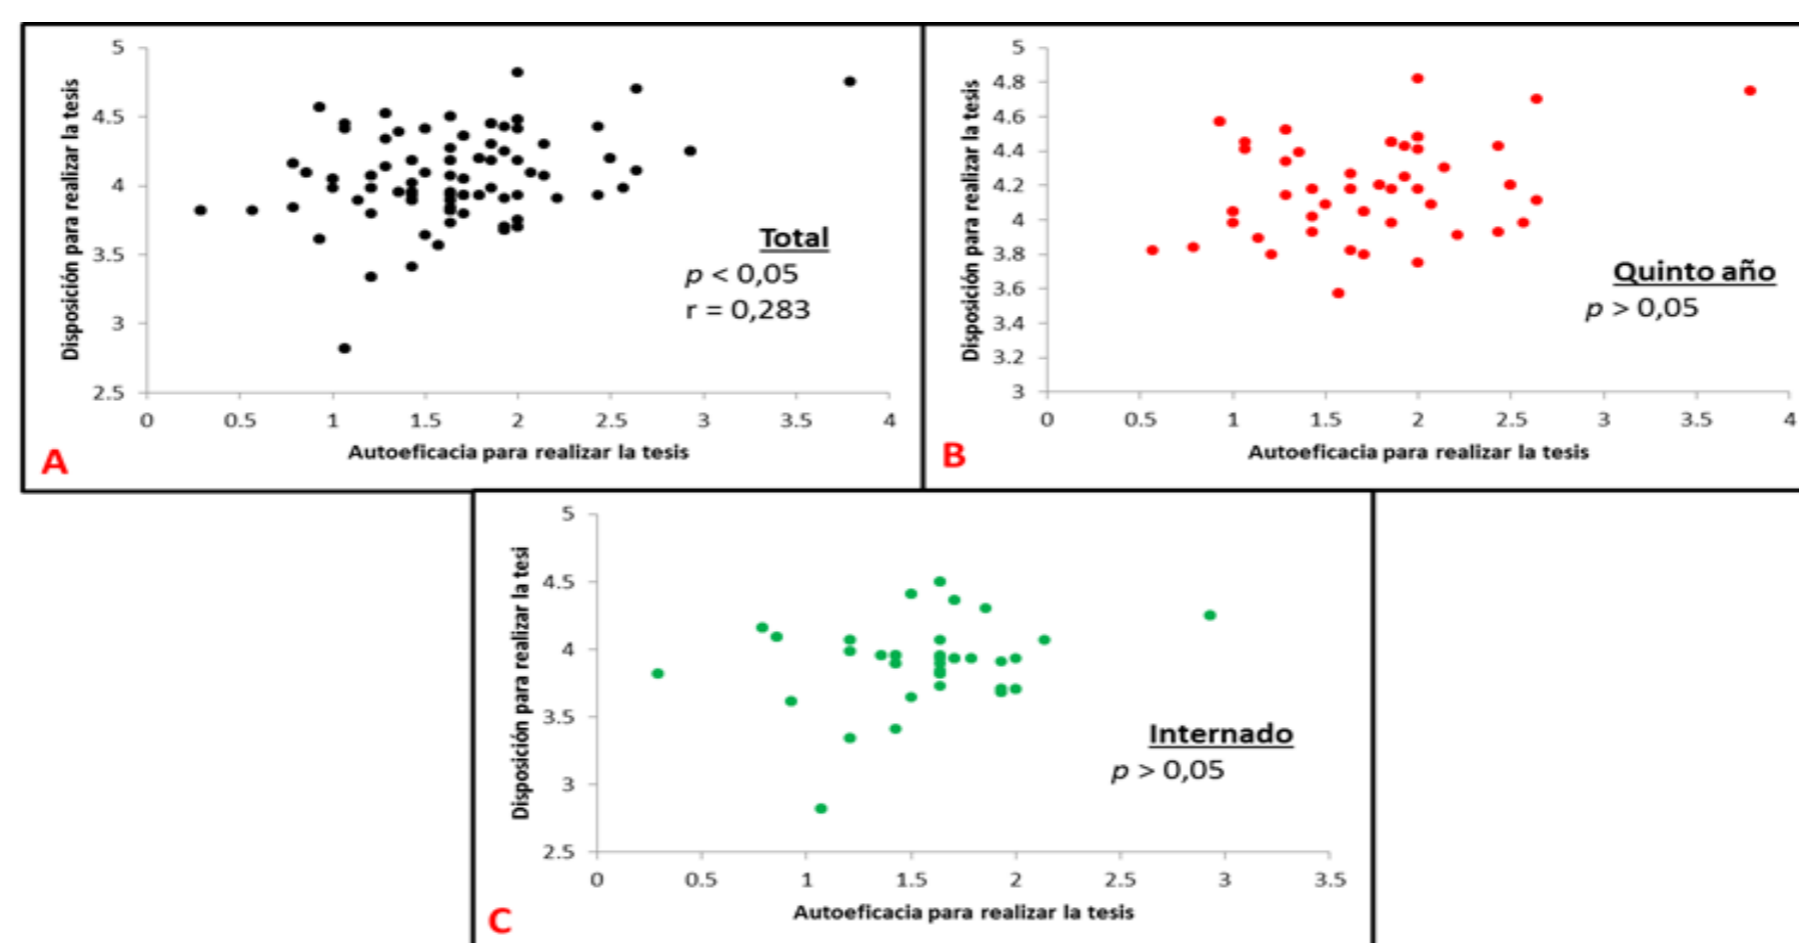 Disposición para realizar la tesis
5
4.5
4
3.5
3
2.5
0 0.5 1 1.5 2 2.5 3 3.5 4
Autoeficacia para realizar la tesis
Total
p < 0,05
r = 0,283
A
Disposición para realizar la tesis
5
4.8
4.6
4.4
4.2
4
3.8
3.6
3.4
3.2
3
0 0.5 1 1.5 2 2.5 3 3.5 4
Autoeficacia para realizar la tesis
Quinto año
p > 0,05
B
Disposición para realizar la tesi
5
4.5
4
3.5
3
2.5
0 0.5 1 1.5 2 2.5 3 3.5
Autoeficacia para realizar la tesis
Internado
p > 0,05
C